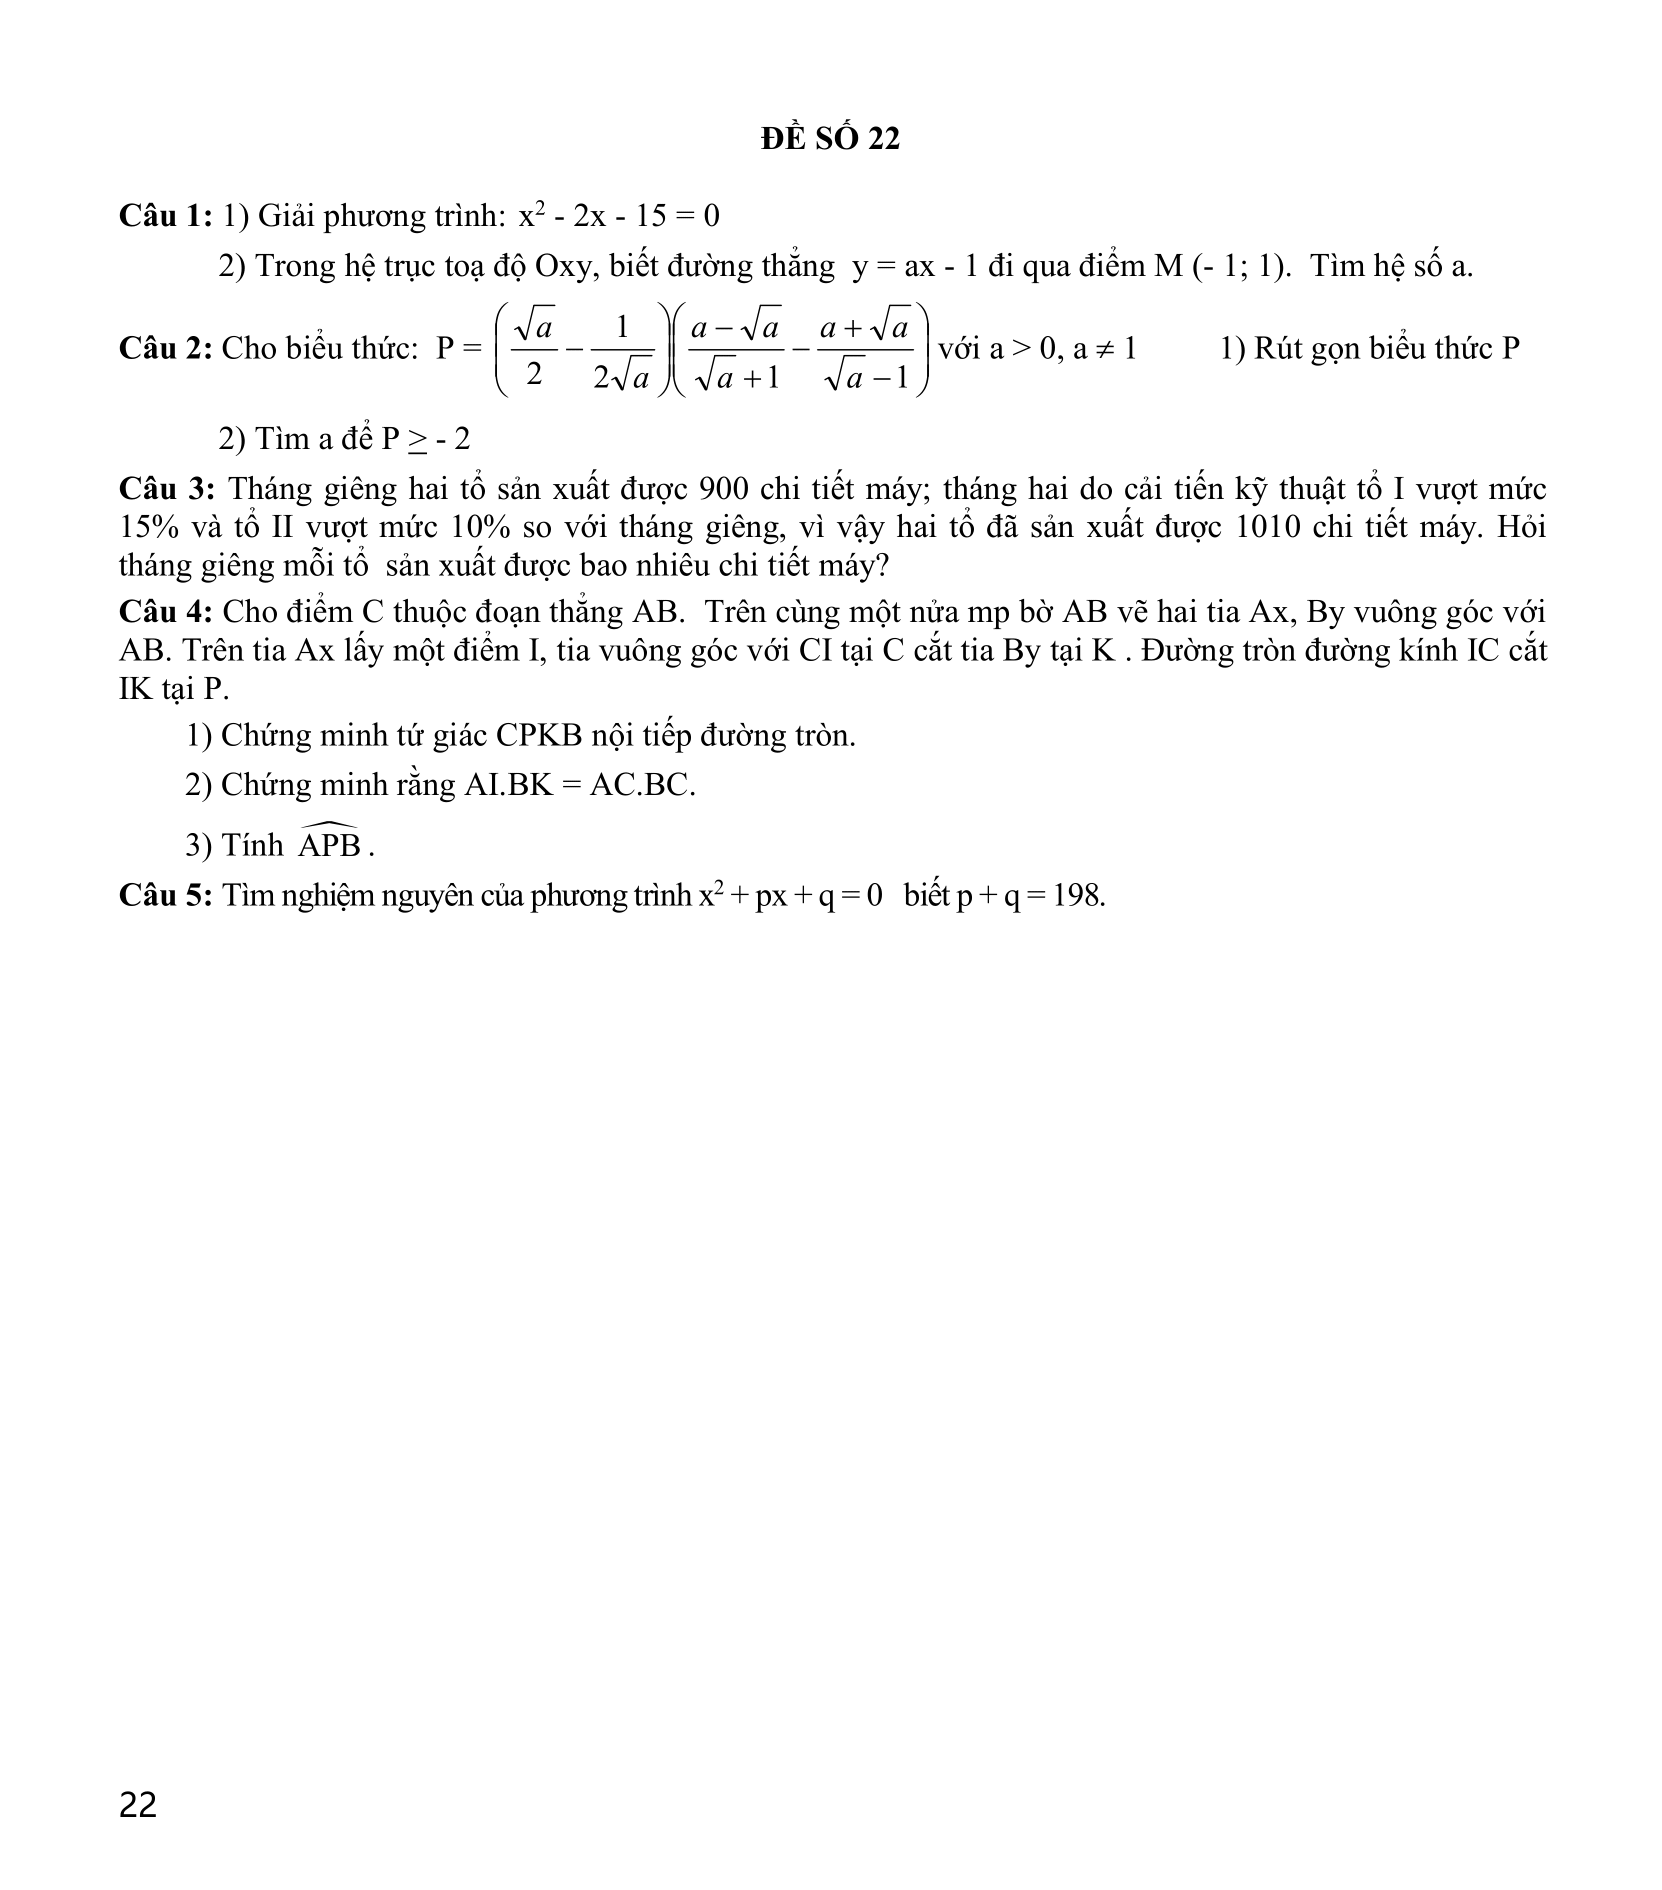 ĐỀ SỐ 22
Câu 1: 1) Giải phương trình: x² - 2x - 15 = 0
2) Trong hệ trục toạ độ Oxy, biết đường thẳng y = ax - 1 đi qua điểm M (- 1; 1). Tìm hệ số a.
Câu 2: Cho biểu thức: P = $\left( \frac{\sqrt{a}}{2} - \frac{1}{2\sqrt{a}} \right)\left( \frac{a - \sqrt{a}}{\sqrt{a} + 1} - \frac{a + \sqrt{a}}{\sqrt{a} - 1} \right)$ với a > 0, a ≠ 1 1) Rút gọn biểu thức P
2) Tìm a để P ≥ - 2
Câu 3: Tháng giêng hai tổ sản xuất được 900 chi tiết máy; tháng hai do cải tiến kỹ thuật tổ I vượt mức
15% và tổ II vượt mức 10% so với tháng giêng, vì vậy hai tổ đã sản xuất được 1010 chi tiết máy. Hỏi
tháng giêng mỗi tổ sản xuất được bao nhiêu chi tiết máy?
Câu 4: Cho điểm C thuộc đoạn thẳng AB. Trên cùng một nửa mp bờ AB vẽ hai tia Ax, By vuông góc với
AB. Trên tia Ax lấy một điểm I, tia vuông góc với CI tại C cắt tia By tại K . Đường tròn đường kính IC cắt
IK tại P.
1) Chứng minh tứ giác CPKB nội tiếp đường tròn.
2) Chứng minh rằng AI.BK = AC.BC.
3) Tính $\widehat{APB}$ .
Câu 5: Tìm nghiệm nguyên của phương trình x² + px + q = 0 biết p + q = 198.
22